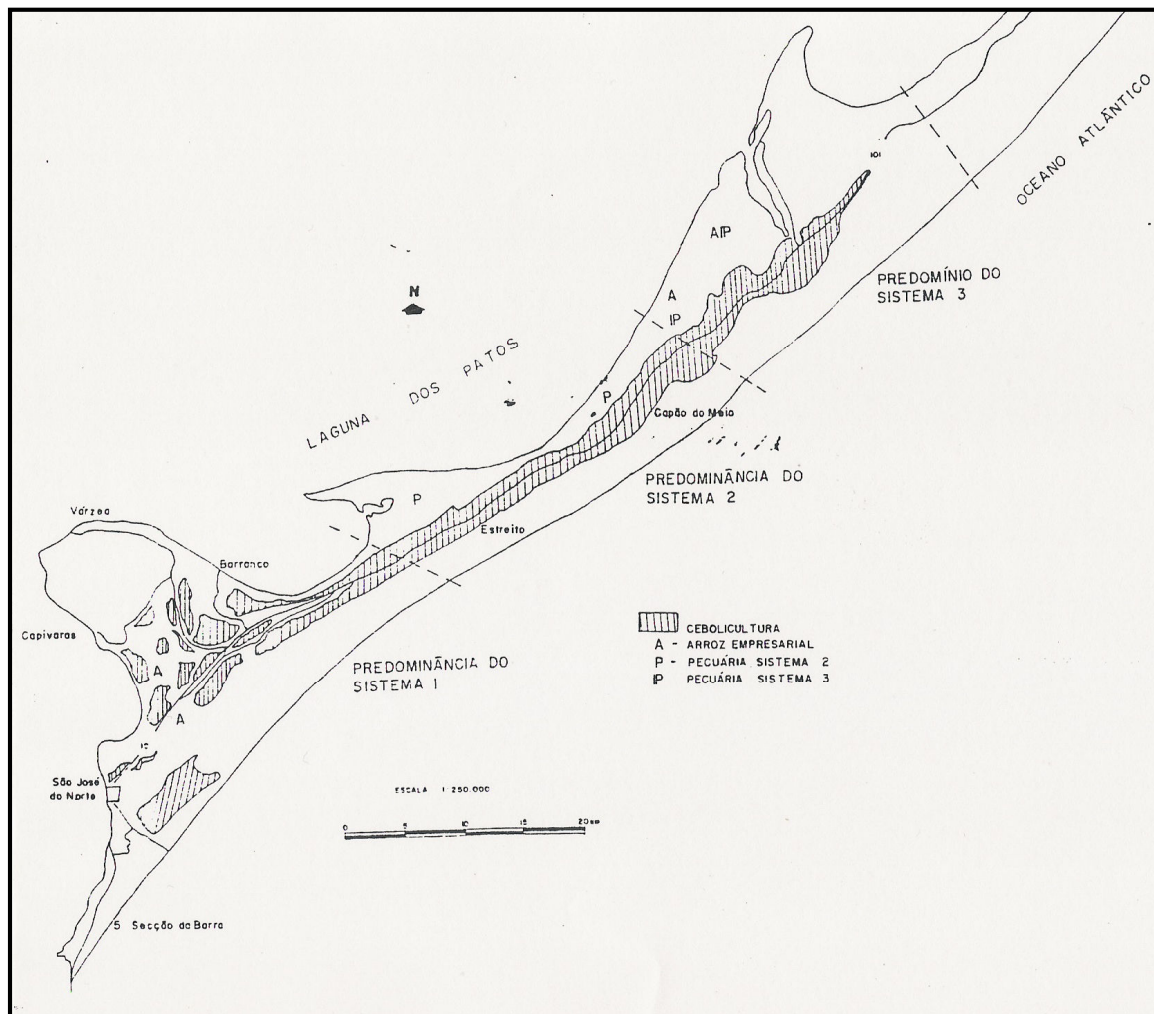 OCEANO ATLÂNTICO
101
A|P
PREDOMÍNIO DO
SISTEMA 3
N
A
|P
LAGUNA DOS PATOS
P
Capão do Meio
PREDOMINÂNCIA DO
SISTEMA 2
P
Estreito
Várzea
Barranco
Capivaras
A
PREDOMINÂNCIA DO
SISTEMA 1
A
CEBOLICULTURA
A - ARROZ EMPRESARIAL
P - PECUÁRIA SISTEMA 2
|P PECUÁRIA SISTEMA 3
São José
do Norte
ESCALA 1:250.000
0 5 10 15 20 km
5 Secção da Barra